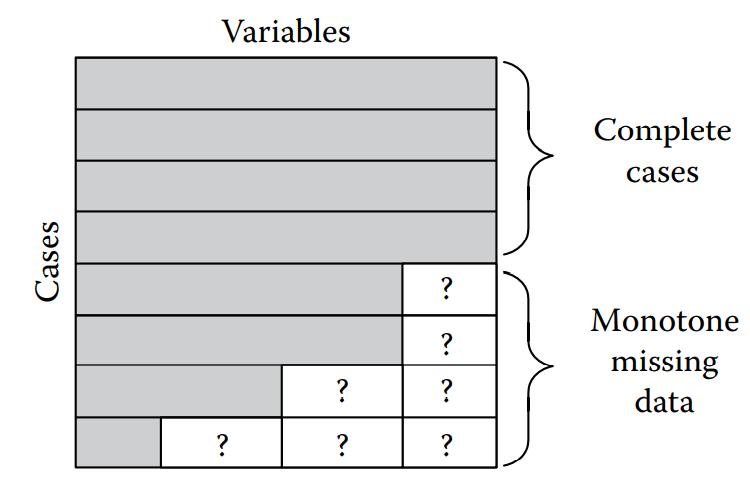 Variables
Complete
cases
Cases
?
?
Monotone
missing
data
? ?
? ? ?